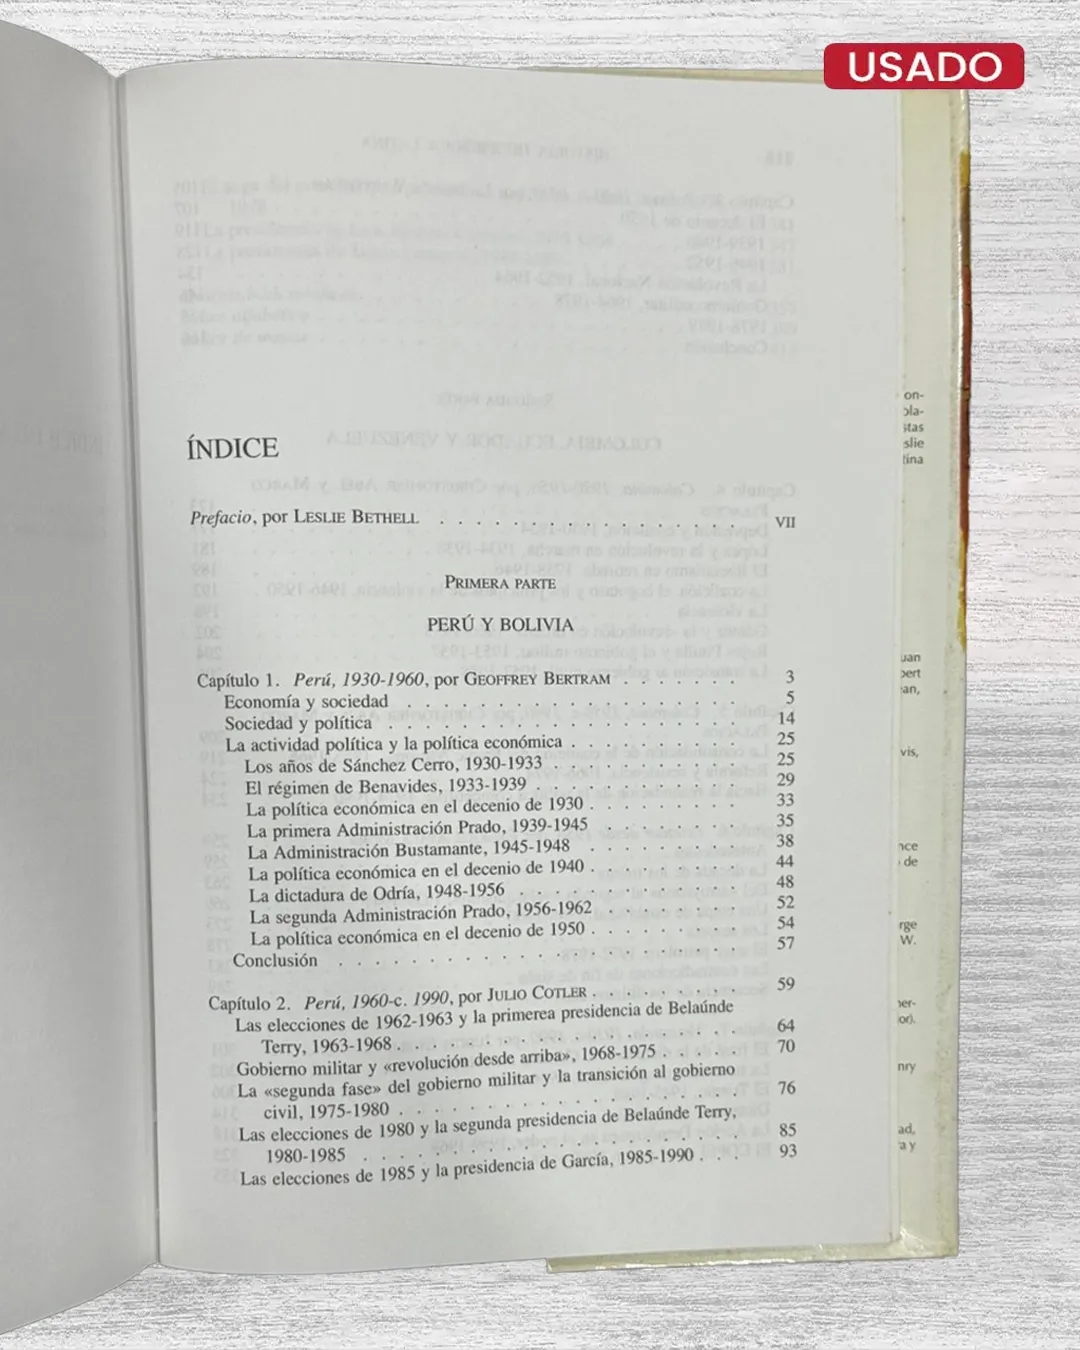 USADO
ÍNDICE
Prefacio, por LESLIE BETHELL . . . . . . . . . . . . . . . . . VII
PRIMERA PARTE
PERÚ Y BOLIVIA
Capítulo 1. Perú, 1930-1960, por GEOFFREY BERTRAM . . . . . . . 3
Economía y sociedad . . . . . . . . . . . . . . . . . 5
Sociedad y política . . . . . . . . . . . . . . . . . . 14
La actividad política y la política económica . . . . . . . . . 25
Los años de Sánchez Cerro, 1930-1933 . . . . . . . . . . 25
El régimen de Benavides, 1933-1939 . . . . . . . . . . . 29
La política económica en el decenio de 1930 . . . . . . . . 33
La primera Administración Prado, 1939-1945 . . . . . . . 35
La Administración Bustamante, 1945-1948 . . . . . . . . 38
La política económica en el decenio de 1940 . . . . . . . . 44
La dictadura de Odría, 1948-1956 . . . . . . . . . . . . 48
La segunda Administración Prado, 1956-1962 . . . . . . . 52
La política económica en el decenio de 1950 . . . . . . . . 54
Conclusión . . . . . . . . . . . . . . . . . . . . 57
Capítulo 2. Perú, 1960-c. 1990, por JULIO COTLER . . . . . . . . 59
Las elecciones de 1962-1963 y la primerea presidencia de Belaúnde
Terry, 1963-1968 . . . . . . . . . . . . . . . . . . 64
Gobierno militar y «revolución desde arriba», 1968-1975 . . . . . 70
La «segunda fase» del gobierno militar y la transición al gobierno
civil, 1975-1980 . . . . . . . . . . . . . . . . . . 76
Las elecciones de 1980 y la segunda presidencia de Belaúnde Terry,
1980-1985 . . . . . . . . . . . . . . . . . . . . 85
Las elecciones de 1985 y la presidencia de García, 1985-1990 . . . 93